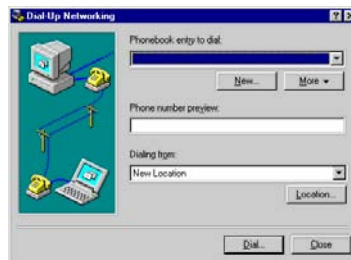 Dial-Up Networking
Phonebook entry to dial:
New...
More
Phone number preview:
Dialing from:
New Location
Location...
Dial...
Close